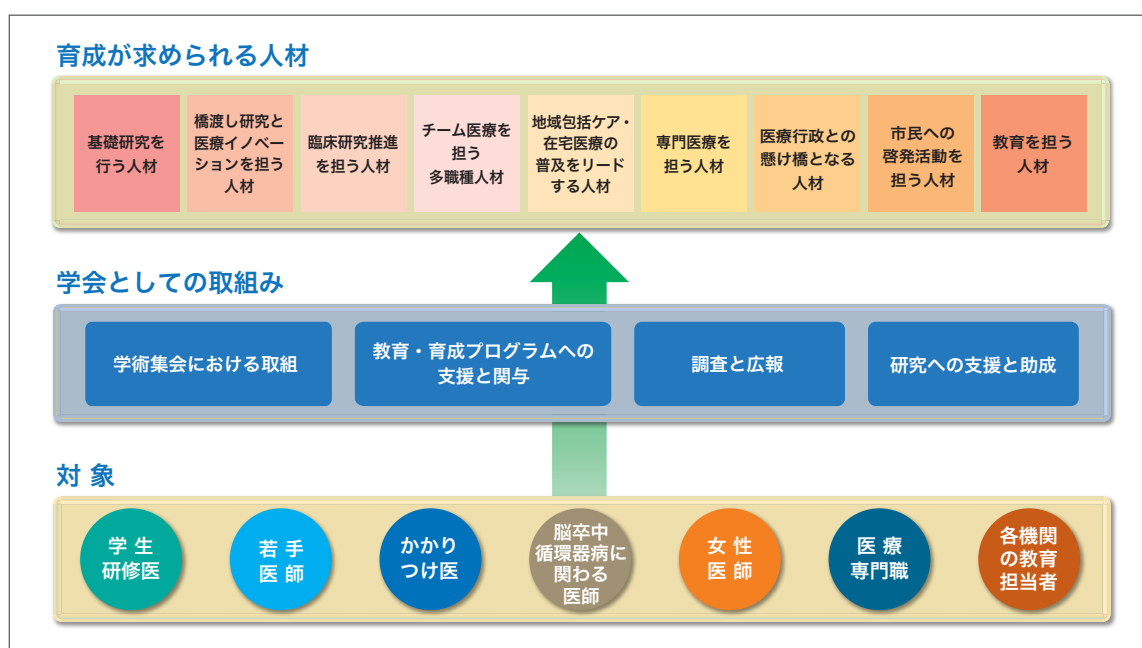 育成が求められる人材
基礎研究を
行う人材
橋渡し研究と
医療イノベー
ションを担う
人材
臨床研究推進
を担う人材
チーム医療を
担う
多職種人材
地域包括ケア・
在宅医療の
普及をリード
する人材
専門医療を
担う人材
医療行政との
懸け橋となる
人材
市民への
啓発活動を
担う人材
教育を担う
人材
学会としての取組み
学術集会における取組
教育・育成プログラムへの
支援と関与
調査と広報
研究への支援と助成
対 象
学 生
研修医
若 手
医 師
かかり
つけ医
脳卒中
循環器病に
関わる
医師
女 性
医 師
医 療
専門職
各機関
の教育
担当者